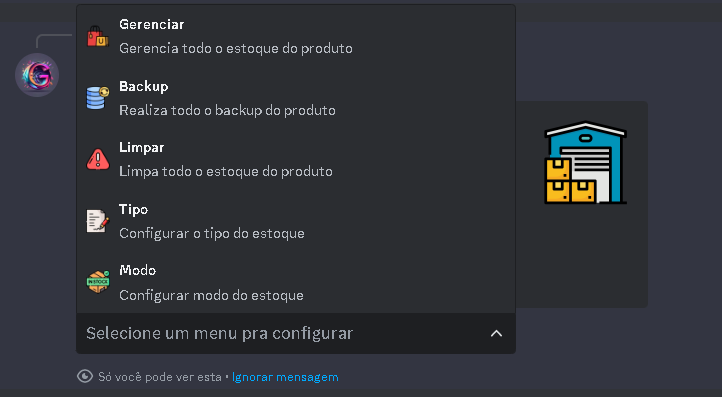 Gerenciar
Gerencia todo o estoque do produto
Backup
Realiza todo o backup do produto
Limpar
Limpa todo o estoque do produto
Tipo
Configurar o tipo do estoque
IN STOCK
Modo
Configurar modo do estoque
Selecione um menu pra configurar
Só você pode ver esta • Ignorar mensagem